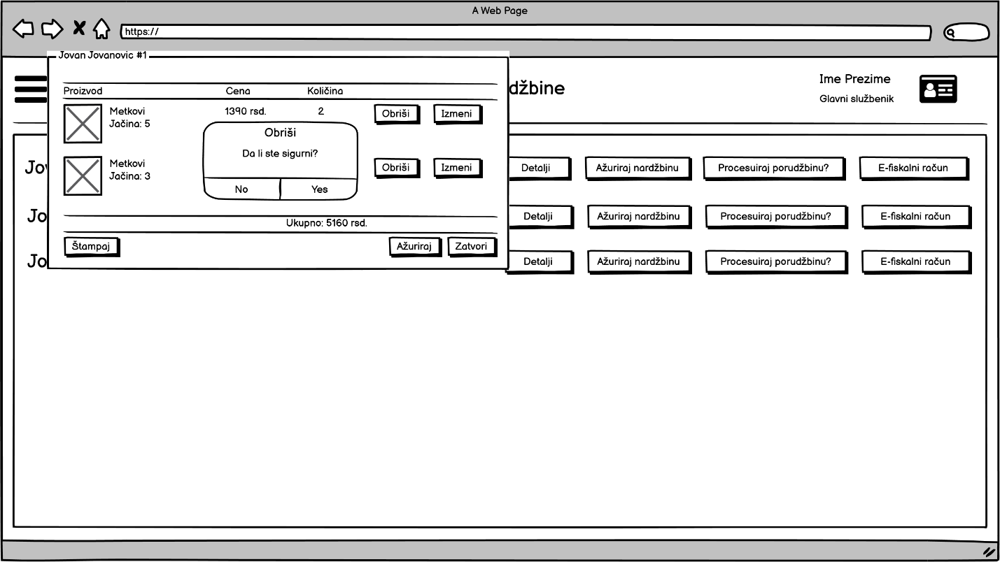 A Web Page
https://
Jovan Jovanovic #1
Proizvod Cena Količina
Metkovi 1390 rsd. 2 Obriši Izmeni
Jačina: 5
Obriši
Da li ste sigurni?
No Yes
Metkovi Obriši Izmeni
Jačina: 3
Ukupno: 5160 rsd.
Štampaj Ažuriraj Zatvori
džbine
Ime Prezime
Glavni službenik
Jov Detalji Ažuriraj nardžbinu Procesuiraj porudžbinu? E-fiskalni račun
Jo Detalji Ažuriraj nardžbinu Procesuiraj porudžbinu? E-fiskalni račun
Jo Detalji Ažuriraj nardžbinu Procesuiraj porudžbinu? E-fiskalni račun